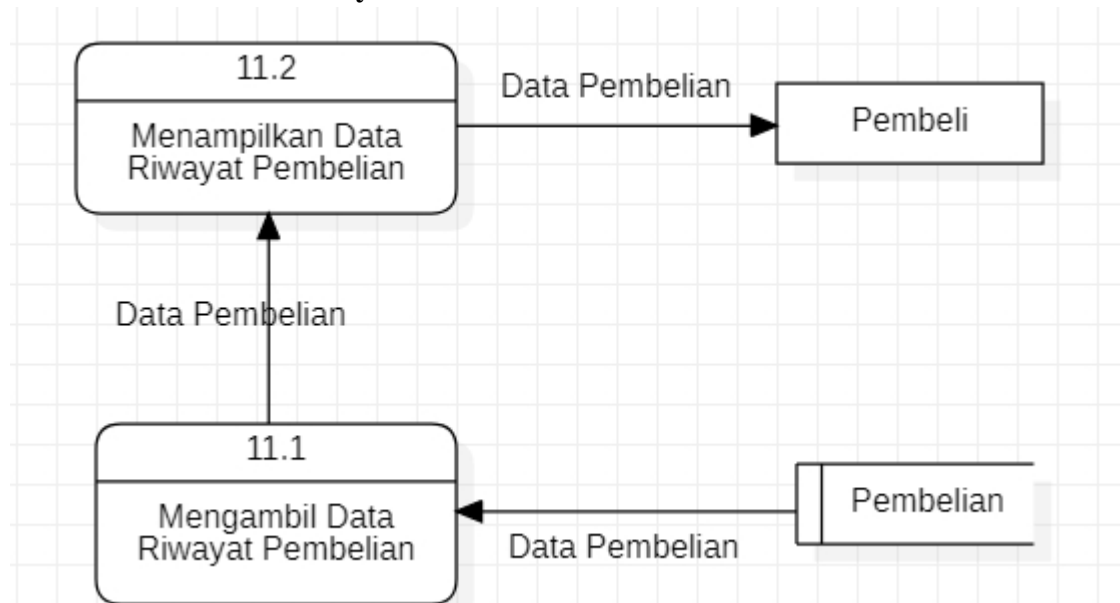 11.2
Menampilkan Data
Riwayat Pembelian
Data Pembelian
Pembeli
Data Pembelian
11.1
Mengambil Data
Riwayat Pembelian
Data Pembelian
Pembelian